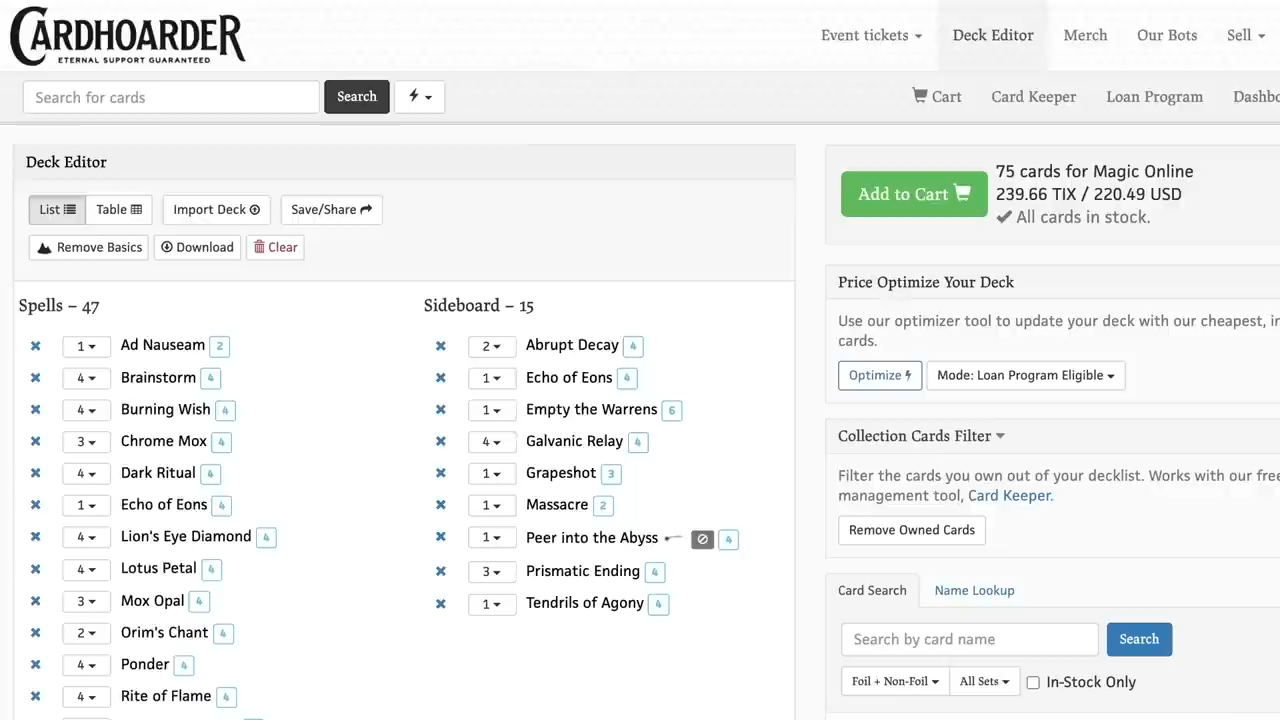 CARDHOARDER
ETERNAL SUPPORT GUARANTEED
Event tickets
Deck Editor
Merch
Our Bots
Sell
Search for cards
Search
Cart
Card Keeper
Loan Program
Dashbo
Deck Editor
List
Table
Import Deck
Save/Share
Remove Basics
Download
Clear
Spells – 47
1 Ad Nauseam 2
4 Brainstorm 4
4 Burning Wish 4
3 Chrome Mox 4
4 Dark Ritual 4
1 Echo of Eons 4
4 Lion's Eye Diamond 4
4 Lotus Petal 4
3 Mox Opal 4
2 Orim's Chant 4
4 Ponder 4
4 Rite of Flame 4
Sideboard – 15
2 Abrupt Decay 4
1 Echo of Eons 4
1 Empty the Warrens 6
4 Galvanic Relay 4
1 Grapeshot 3
1 Massacre 2
1 Peer into the Abyss 4
3 Prismatic Ending 4
1 Tendrils of Agony 4
Add to Cart
75 cards for Magic Online
239.66 TIX / 220.49 USD
All cards in stock.
Price Optimize Your Deck
Use our optimizer tool to update your deck with our cheapest, in
cards.
Optimize
Mode: Loan Program Eligible
Collection Cards Filter
Filter the cards you own out of your decklist. Works with our free
management tool, Card Keeper.
Remove Owned Cards
Card Search
Name Lookup
Search by card name
Search
Foil + Non-Foil
All Sets
In-Stock Only